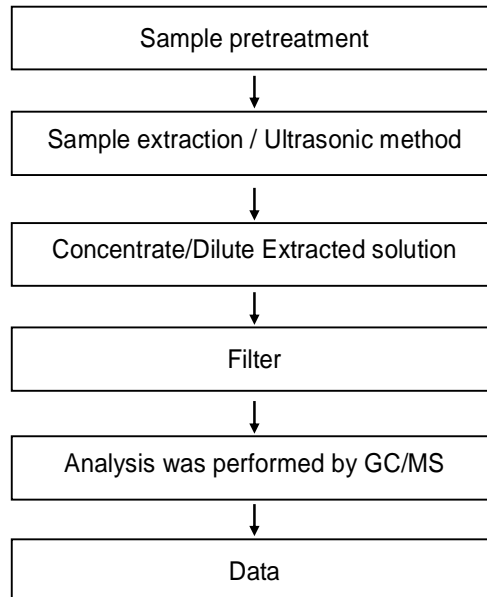 Sample pretreatment
Sample extraction / Ultrasonic method
Concentrate/Dilute Extracted solution
Filter
Analysis was performed by GC/MS
Data